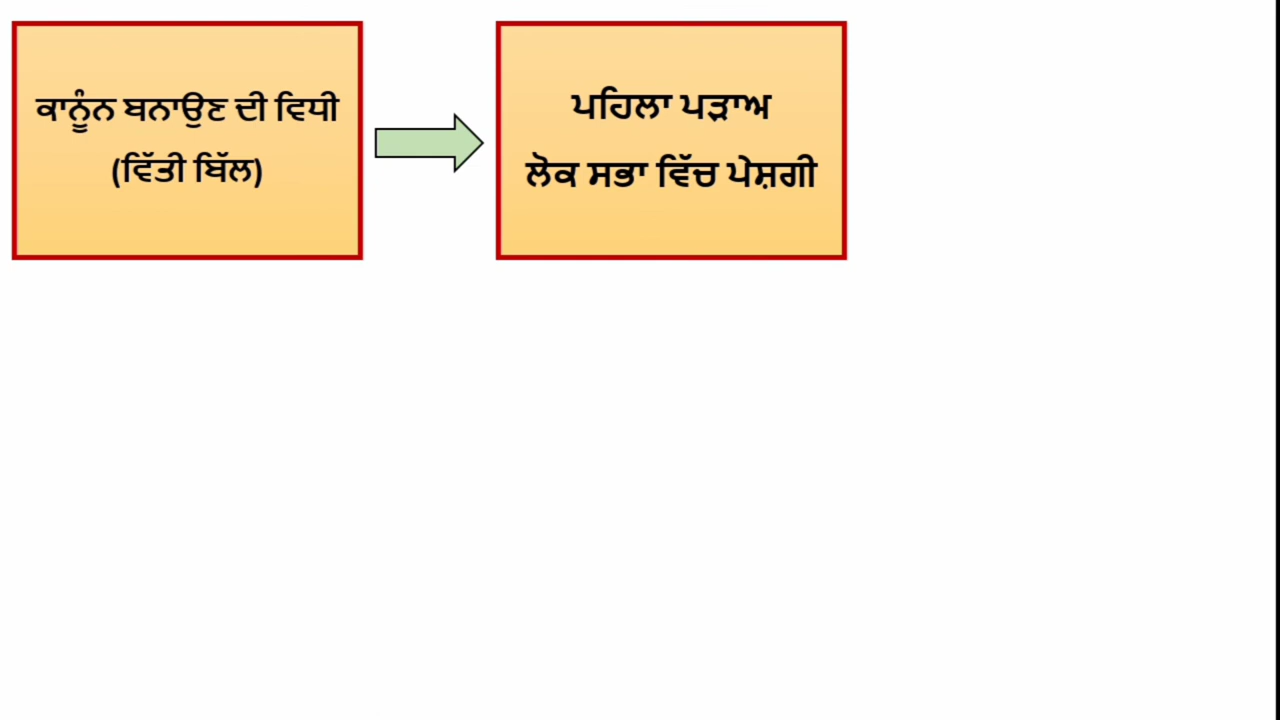 ਕਾਨੂੰਨ ਬਨਾਉਣ ਦੀ ਵਿਧੀ
(ਵਿੱਤੀ ਬਿੱਲ)
ਪਹਿਲਾ ਪੜਾਅ
ਲੋਕ ਸਭਾ ਵਿੱਚ ਪੇਸ਼ਗੀ